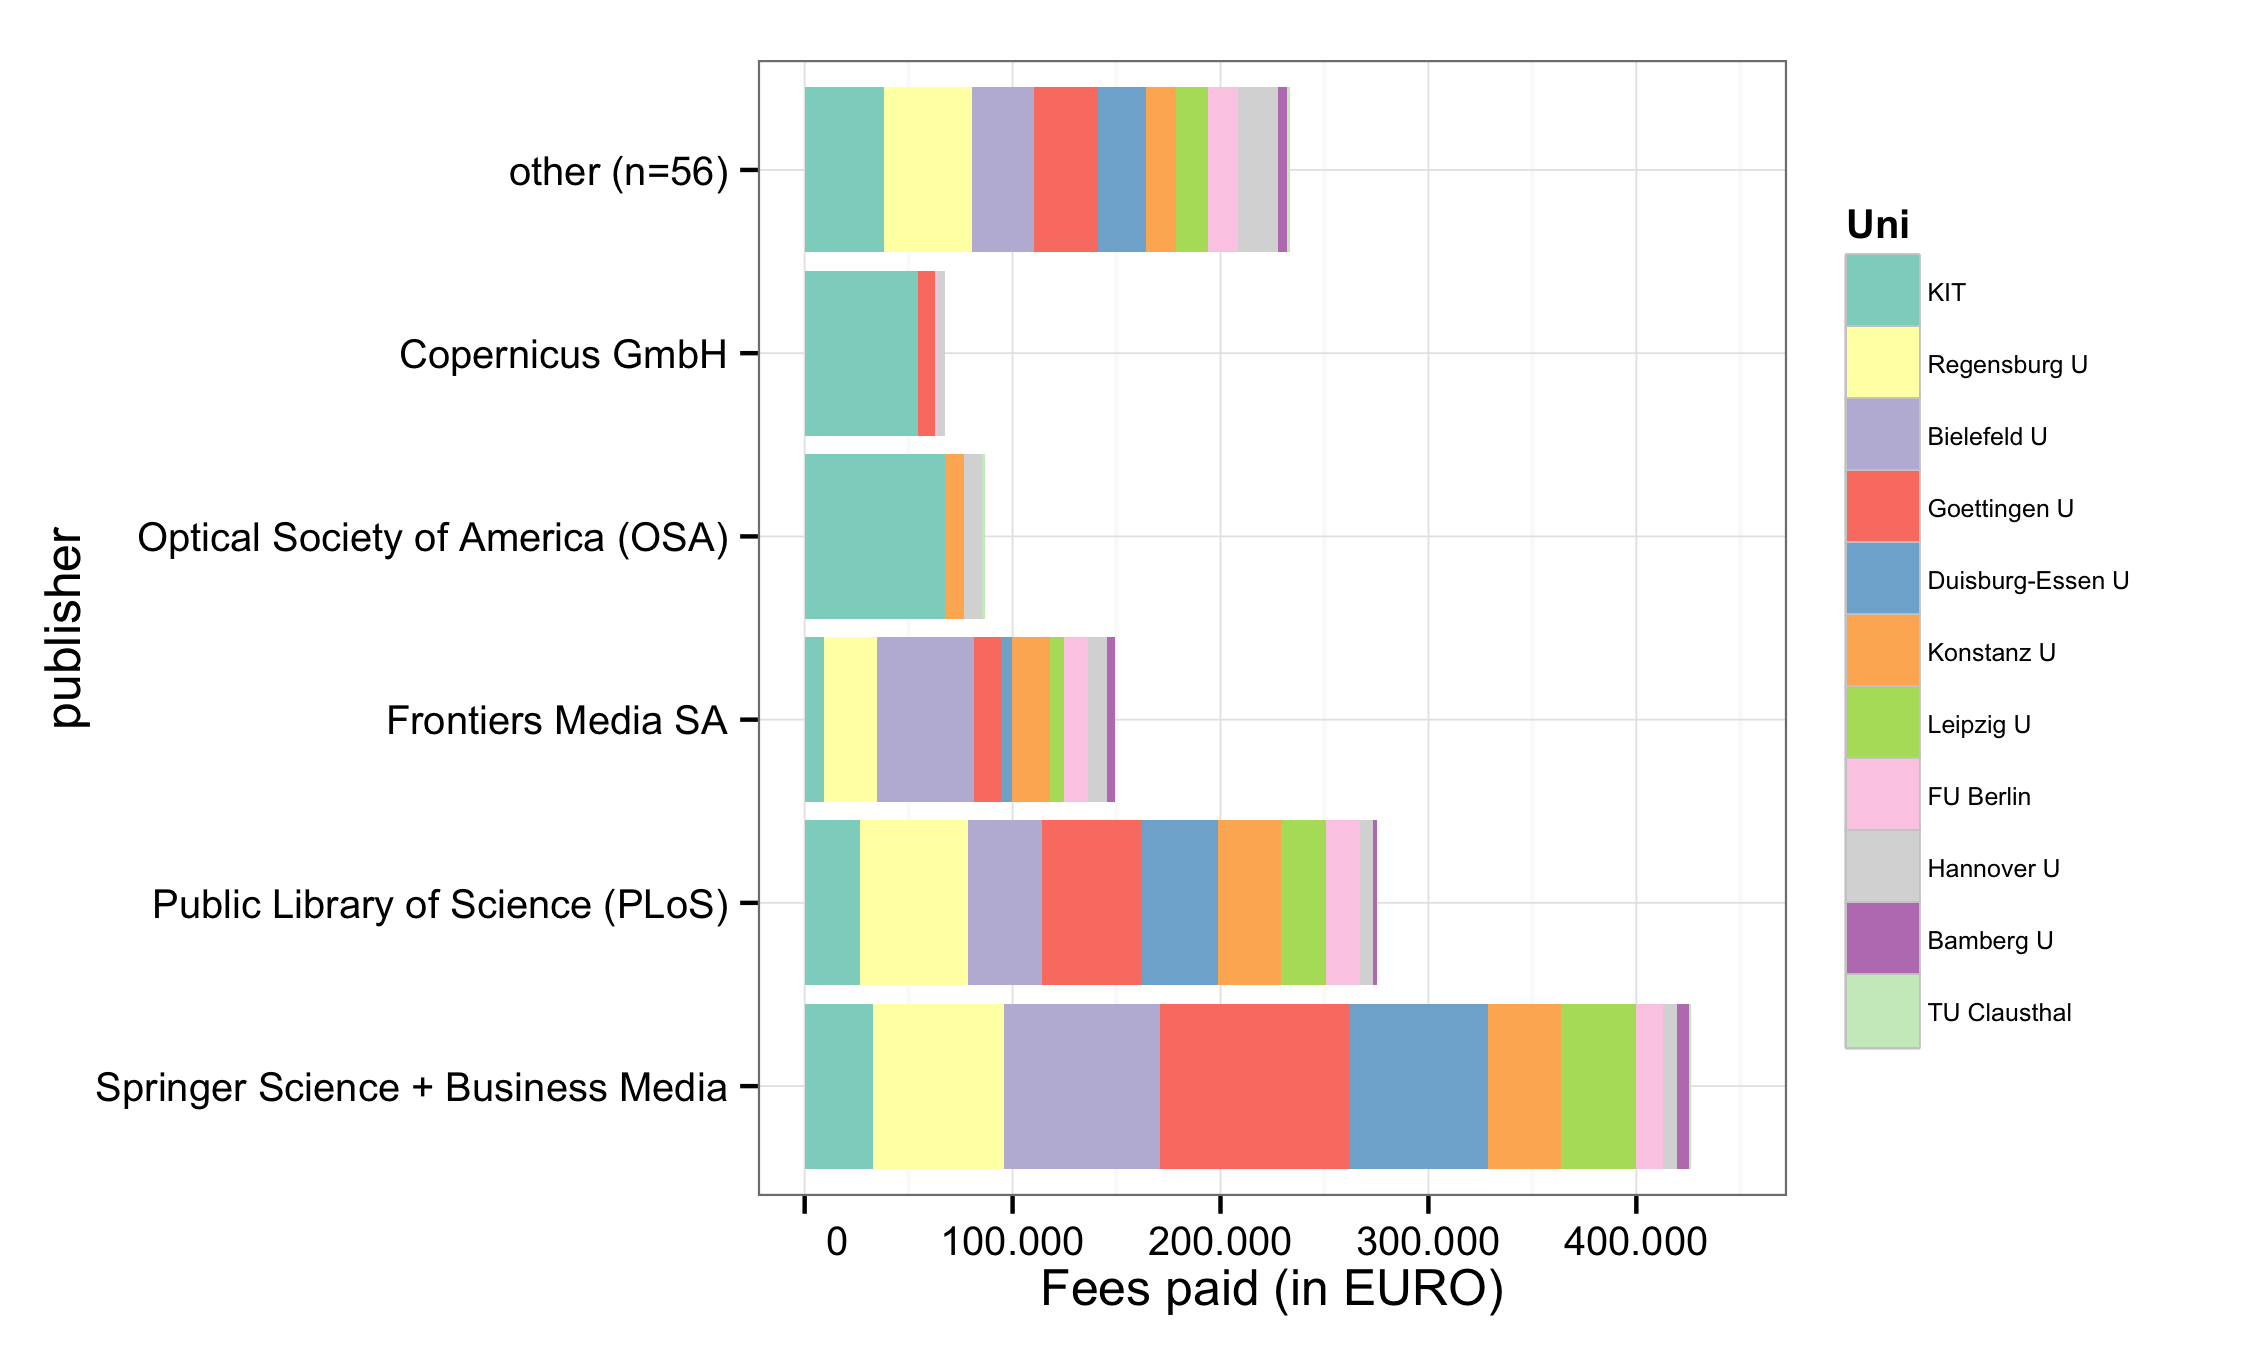 publisher
other (n=56)
Copernicus GmbH
Optical Society of America (OSA)
Frontiers Media SA
Public Library of Science (PLoS)
Springer Science + Business Media
0 100.000 200.000 300.000 400.000
Fees paid (in EURO)
Uni
KIT
Regensburg U
Bielefeld U
Goettingen U
Duisburg-Essen U
Konstanz U
Leipzig U
FU Berlin
Hannover U
Bamberg U
TU Clausthal